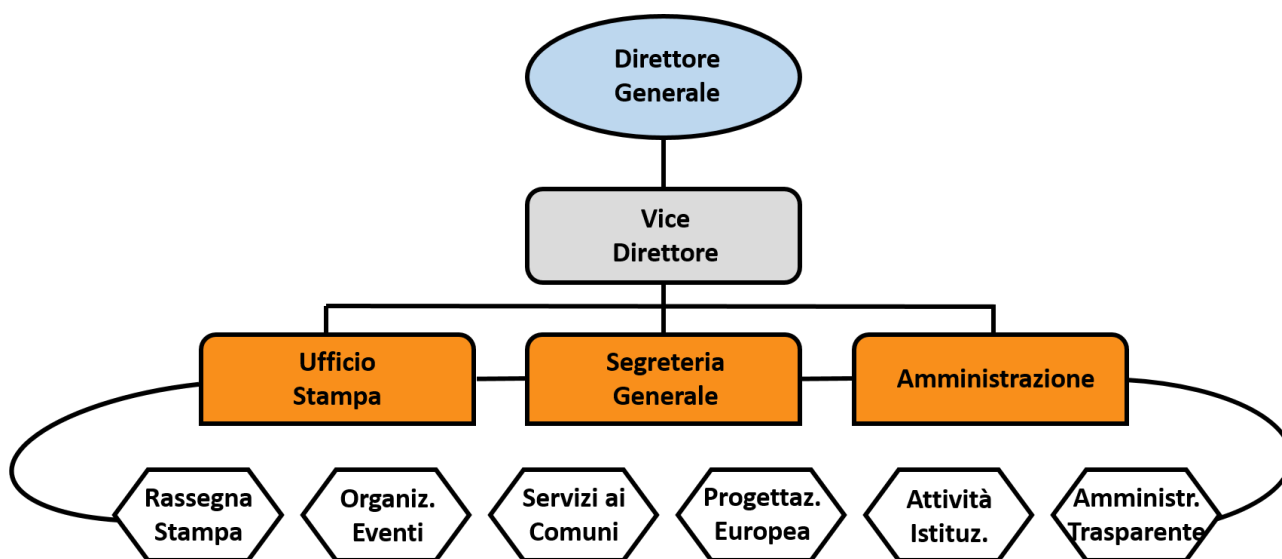 Direttore
Generale
Vice
Direttore
Ufficio
Stampa
Segreteria
Generale
Amministrazione
Rassegna
Stampa
Organiz.
Eventi
Servizi ai
Comuni
Progettaz.
Europea
Attività
Istituz.
Amministr.
Trasparente